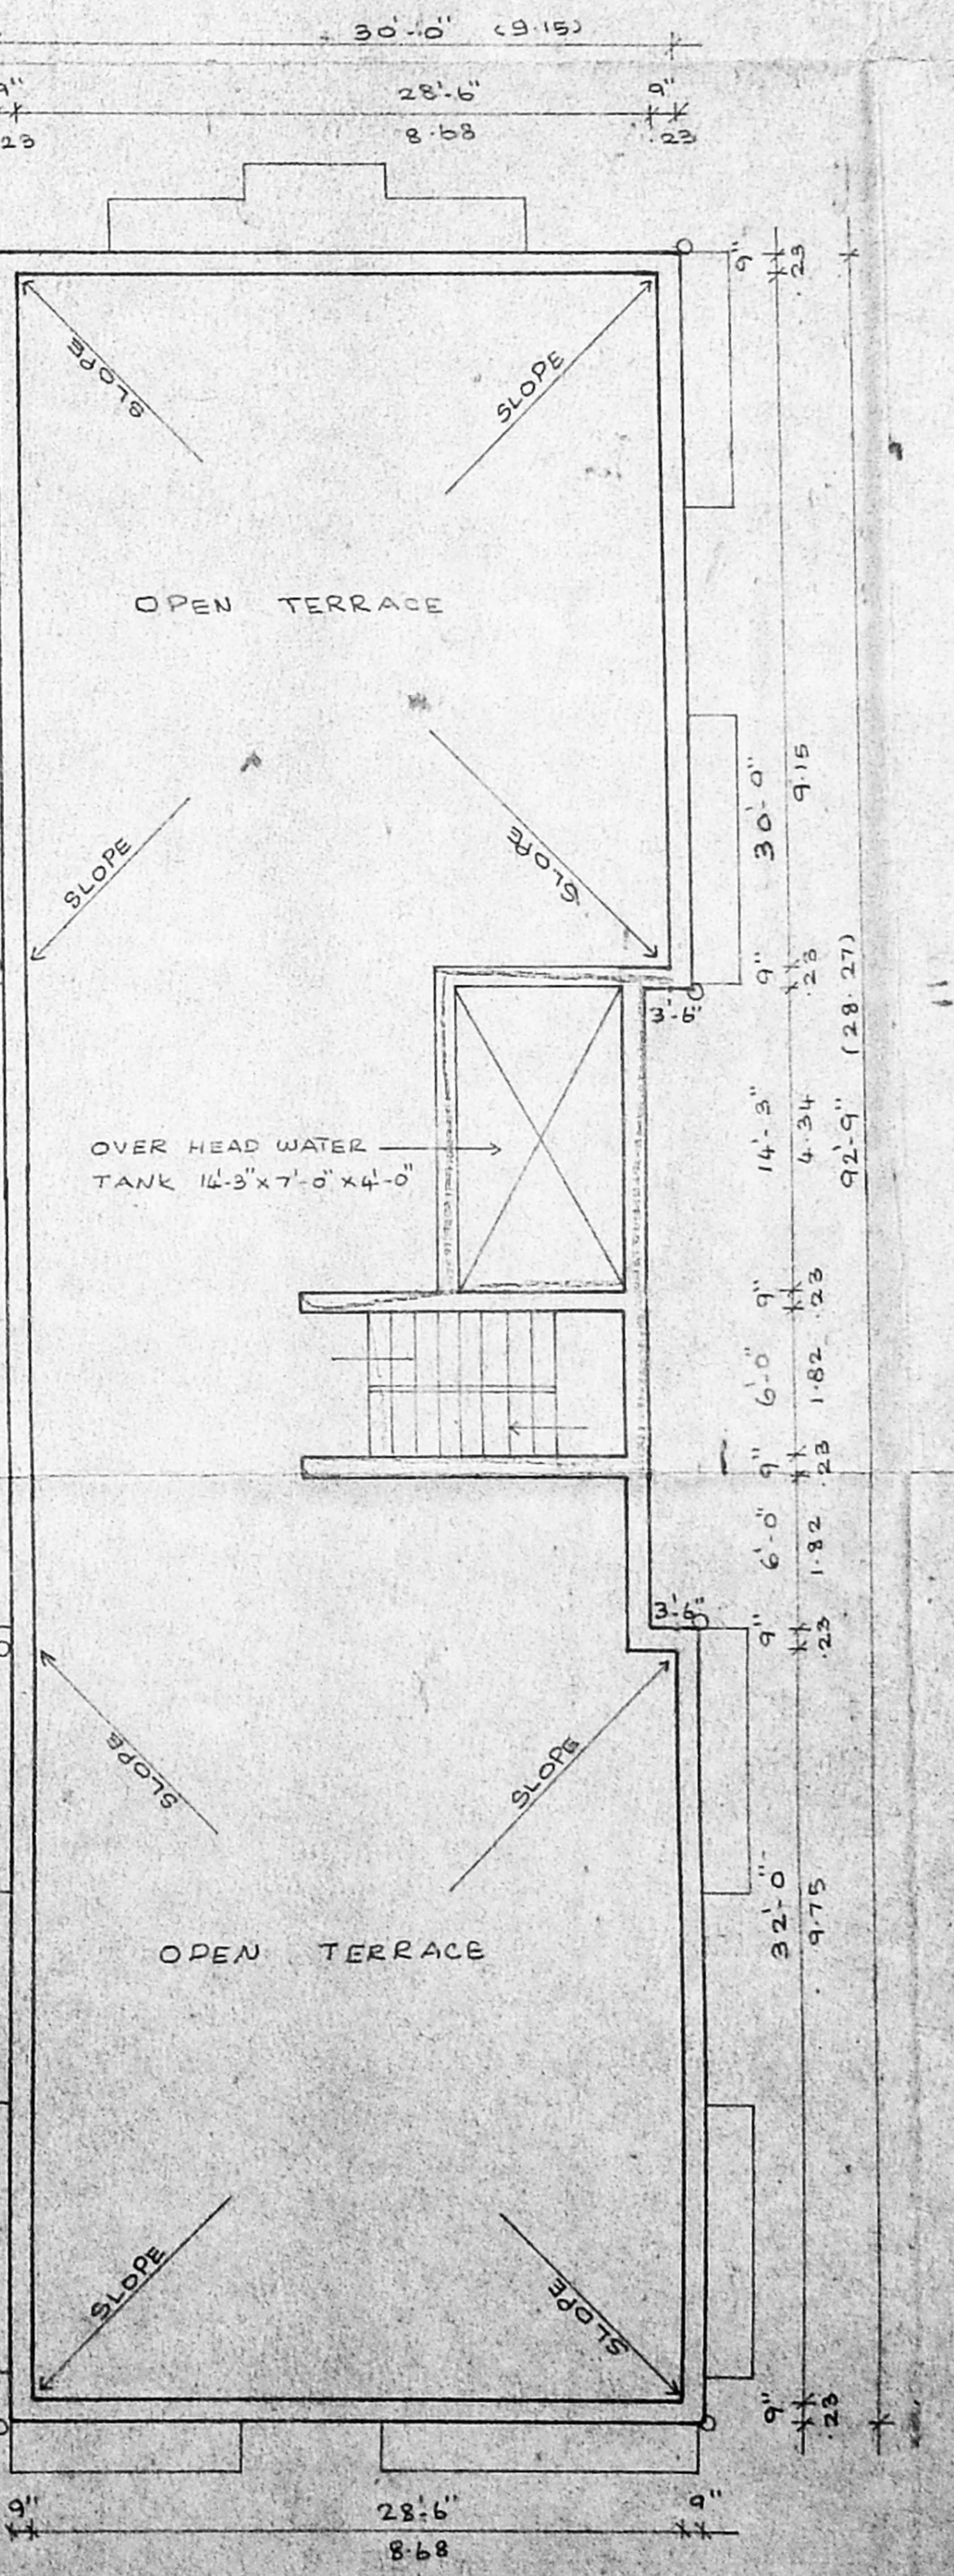 30'-0" (9.15)
9" 28'-6" 9"
.23 8.68 .23
9" .23
SLOPE SLOPE
OPEN TERRACE
30'-0" 9.15
SLOPE SLOPE
9" .23
3'-6"
92'-9" (28.27)
14'-3" 4.34
OVER HEAD WATER
TANK 14'-3" x 7'-0" x 4'-0"
9" .23
6'-0" 1.82
9" .23
6'-0" 1.82
3'-6"
9" .23
SLOPE SLOPE
32'-0" 9.75
OPEN TERRACE
SLOPE SLOPE
9" .23
9" 28'-6" 9"
8.68